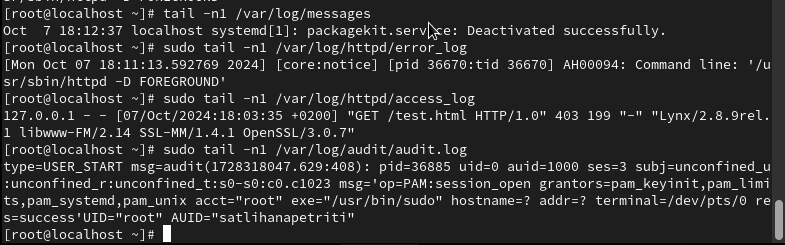 [root@localhost ~]# tail -n1 /var/log/messages
Oct  7 18:12:37 localhost systemd[1]: packagekit.service: Deactivated successfully.
[root@localhost ~]# sudo tail -n1 /var/log/httpd/error_log
[Mon Oct 07 18:11:13.592769 2024] [core:notice] [pid 36670:tid 36670] AH00094: Command line: '/u
sr/sbin/httpd -D FOREGROUND'
[root@localhost ~]# sudo tail -n1 /var/log/httpd/access_log
127.0.0.1 - - [07/Oct/2024:18:03:35 +0200] "GET /test.html HTTP/1.0" 403 199 "-" "Lynx/2.8.9rel.
1 libwww-FM/2.14 SSL-MM/1.4.1 OpenSSL/3.0.7"
[root@localhost ~]# sudo tail -n1 /var/log/audit/audit.log
type=USER_START msg=audit(1728318047.629:408): pid=36885 uid=0 auid=1000 ses=3 subj=unconfined_u
:unconfined_r:unconfined_t:s0-s0:c0.c1023 msg='op=PAM:session_open grantors=pam_keyinit,pam_limi
ts,pam_systemd,pam_unix acct="root" exe="/usr/bin/sudo" hostname=? addr=? terminal=/dev/pts/0 re
s=success'UID="root" AUID="satlihanapetriti"
[root@localhost ~]#